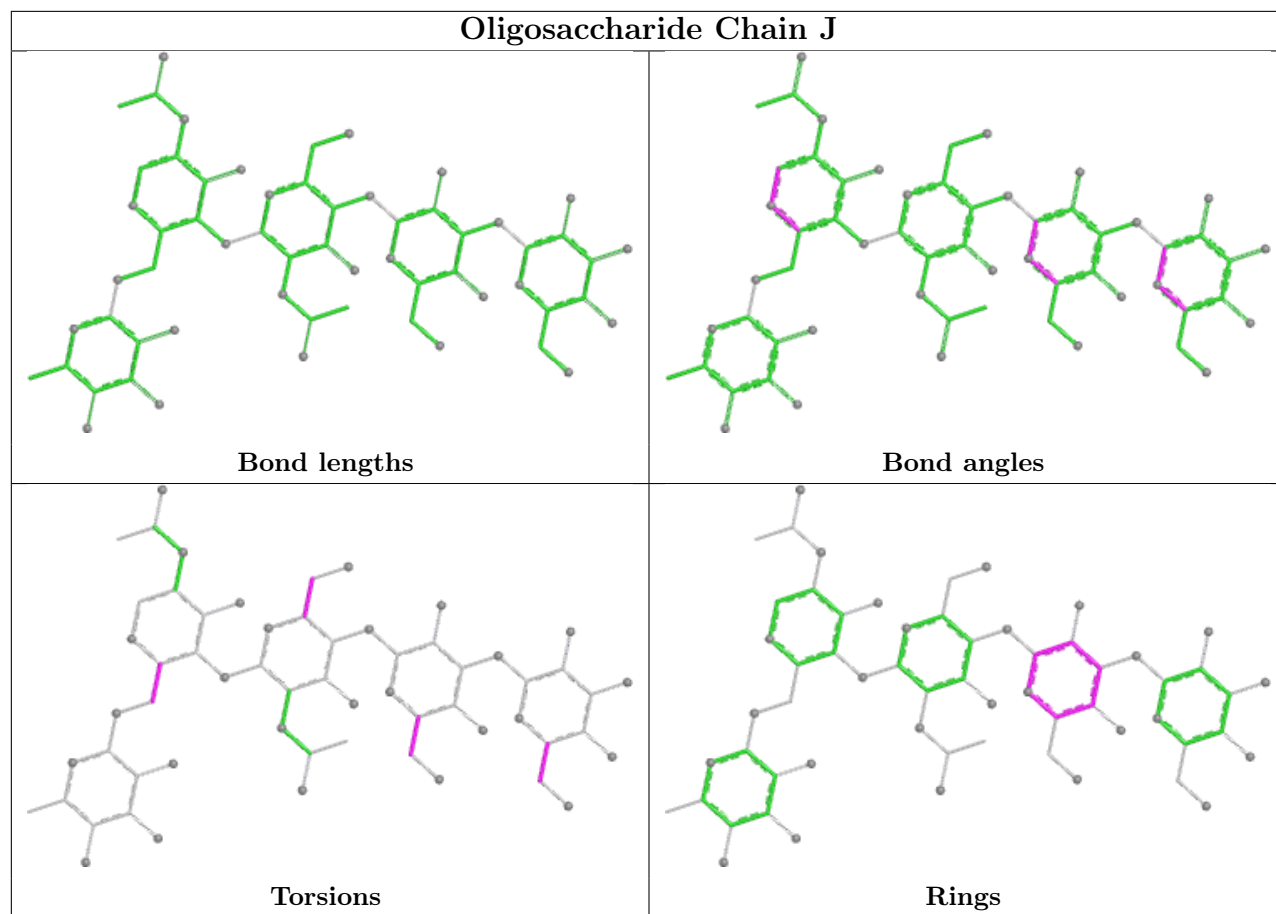 Oligosaccharide Chain J
Bond lengths
Bond angles
Torsions
Rings